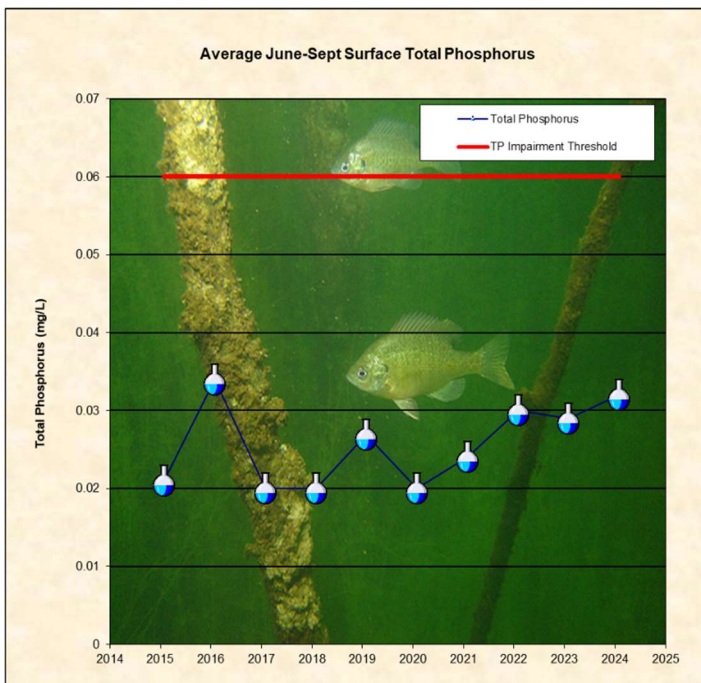 Average June-Sept Surface Total Phosphorus
Total Phosphorus
TP Impairment Threshold
Total Phosphorus (mg/L)
0.07
0.06
0.05
0.04
0.03
0.02
0.01
0
2014 2015 2016 2017 2018 2019 2020 2021 2022 2023 2024 2025